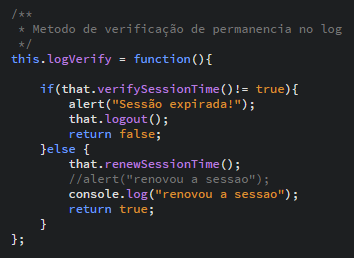 /**
 * Metodo de verificação de permanencia no log
 */
this.logVerify = function(){

    if(that.verifySessionTime()!= true){
        alert("Sessão expirada!");
        that.logout();
        return false;
    }else {
        that.renewSessionTime();
        //alert("renovou a sessao");
        console.log("renovou a sessao");
        return true;
    }
};